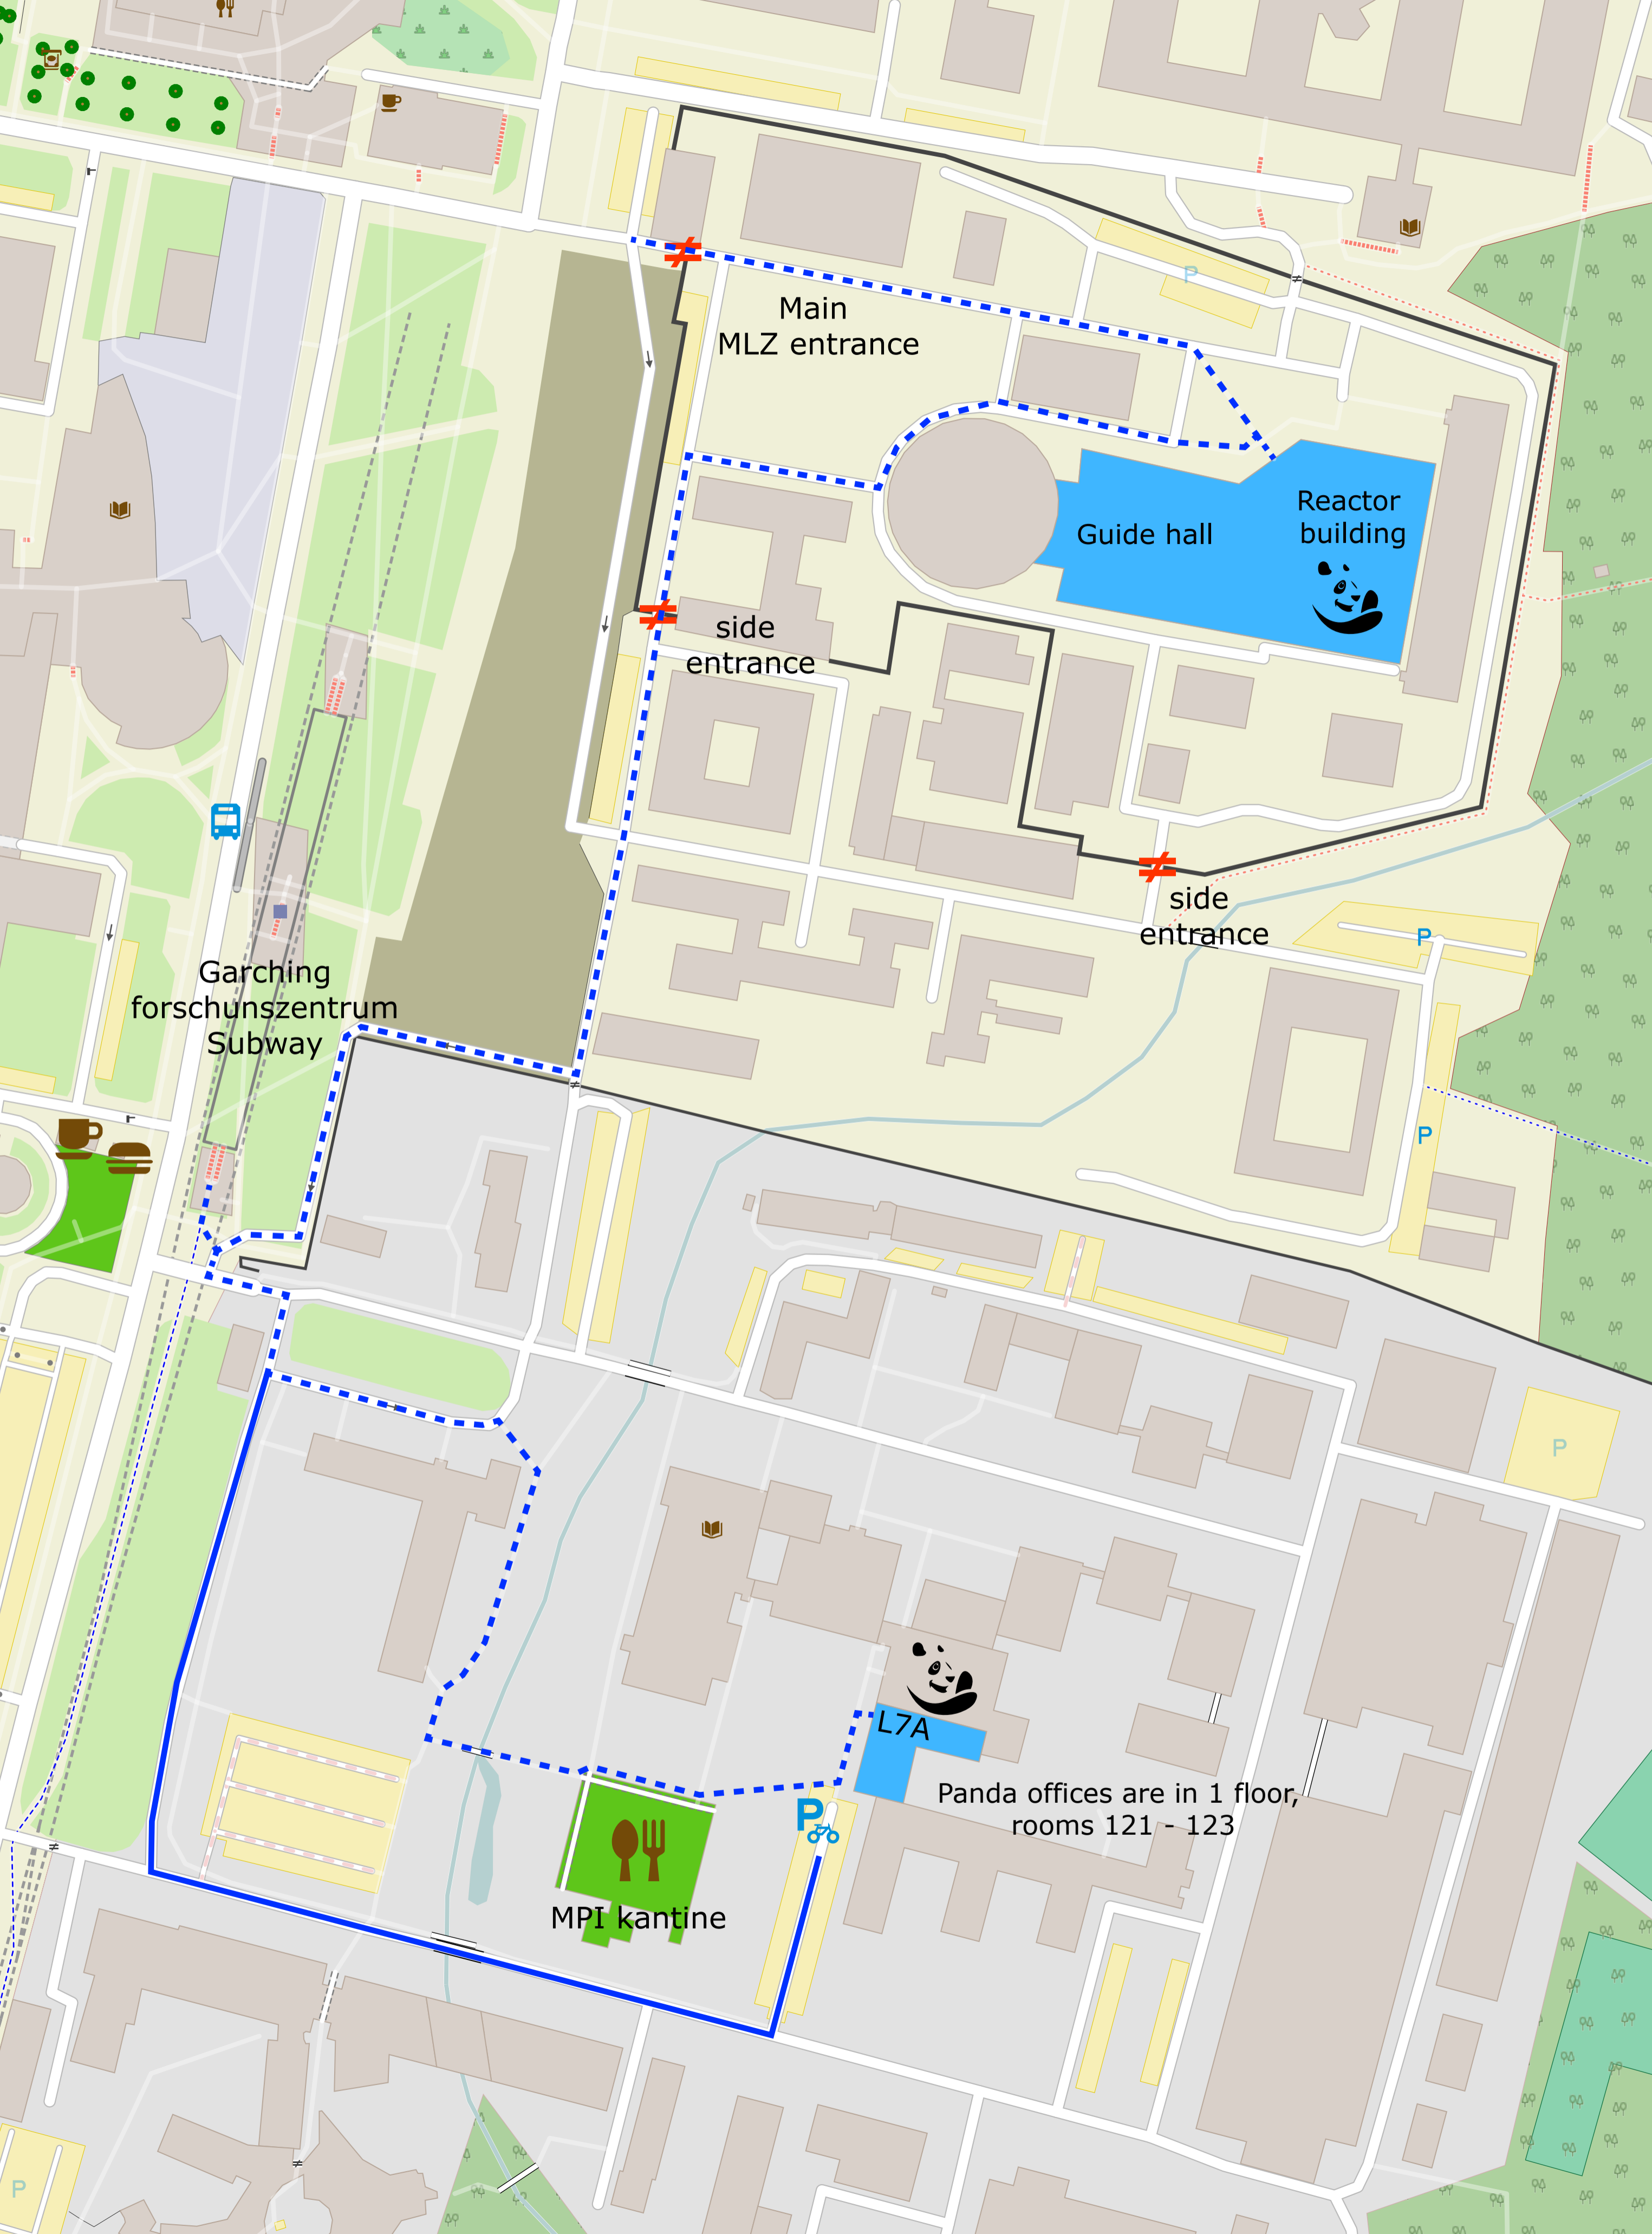 Main
MLZ entrance
P
Reactor
building
Guide hall
side
entrance
side
entrance
P
Garching
forschunszentrum
Subway
P
P
L7A
Panda offices are in 1 floor,
rooms 121 - 123
P
MPI kantine
P